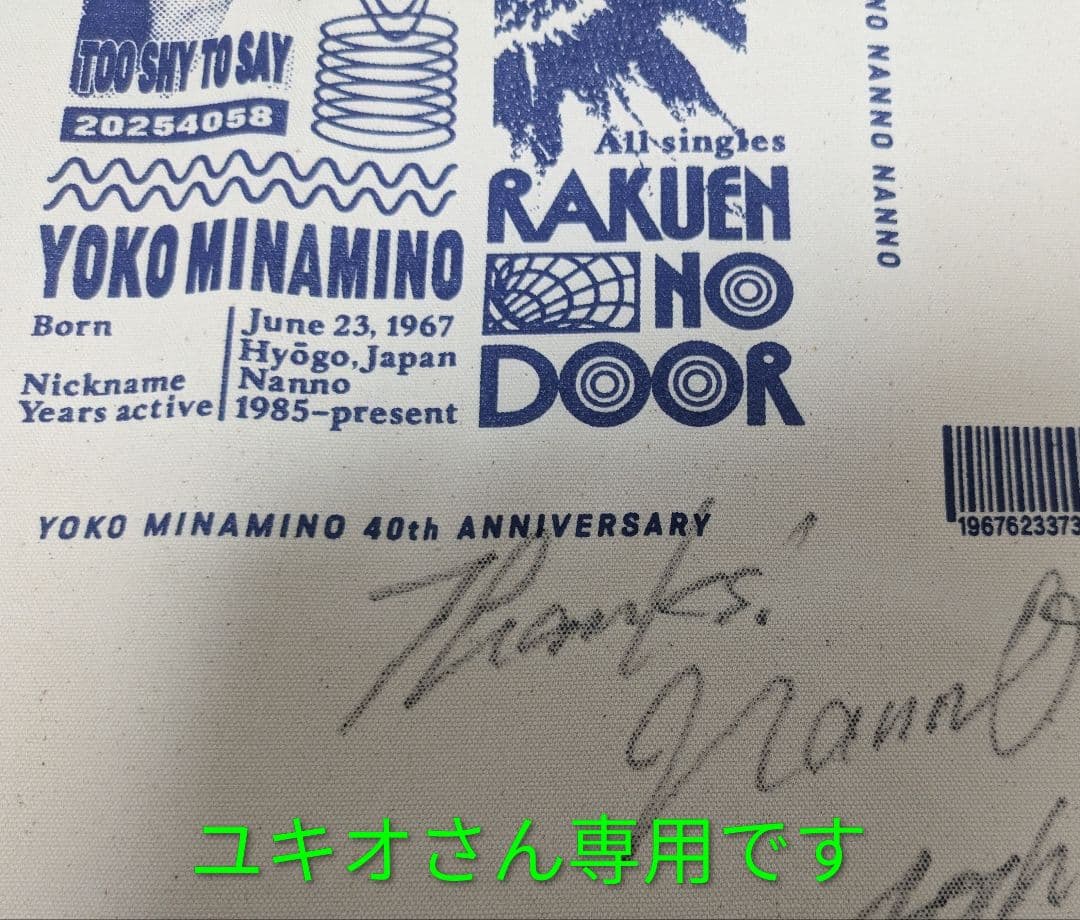 TOO SHY TO SAY
20254058
YOKO MINAMINO
Born June 23, 1967
Hyōgo, Japan
Nickname Nanno
Years active 1985–present
All singles
RAKUEN
NO
DOOR
NO NANNO NANNO
1967623373
YOKO MINAMINO 40th ANNIVERSARY
Thanks!
Nanno
ユキオさん専用です